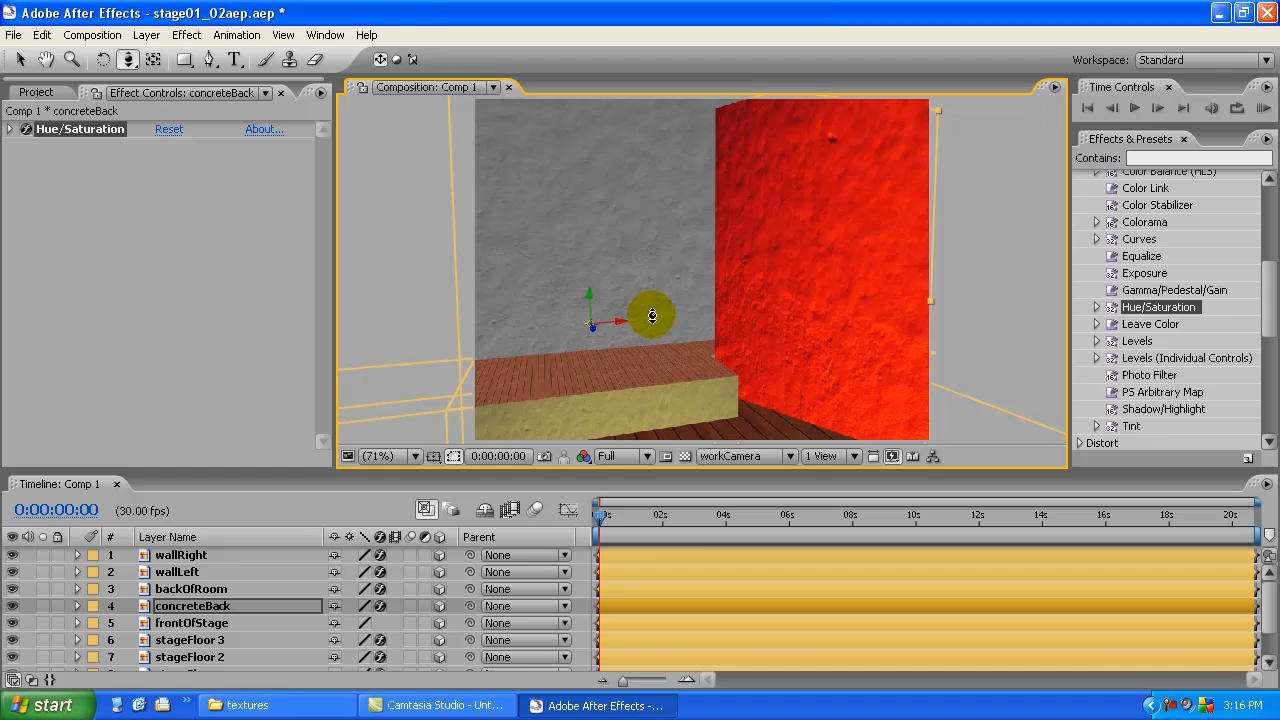 Adobe After Effects - stage01_02aep.aep *
File Edit Composition Layer Effect Animation View Window Help
Workspace: Standard
Project Effect Controls: concreteBack
Comp 1 * concreteBack
Hue/Saturation Reset About...
Composition: Comp 1
(71%) 0:00:00:00 Full workCamera 1 View
Time Controls
Effects & Presets
Contains:
Color Balance (HLS)
Color Link
Color Stabilizer
Colorama
Curves
Equalize
Exposure
Gamma/Pedestal/Gain
Hue/Saturation
Leave Color
Levels
Levels (Individual Controls)
Photo Filter
PS Arbitrary Map
Shadow/Highlight
Tint
Distort
Timeline: Comp 1
0:00:00:00 (30.00 fps)
0s 02s 04s 06s 08s 10s 12s 14s 16s 18s 20s
# Layer Name Parent
1 wallRight None
2 wallLeft None
3 backOfRoom None
4 concreteBack None
5 frontOfStage None
6 stageFloor 3 None
7 stageFloor 2 None
start textures Camtasia Studio - Unt... Adobe After Effects -... 3:16 PM